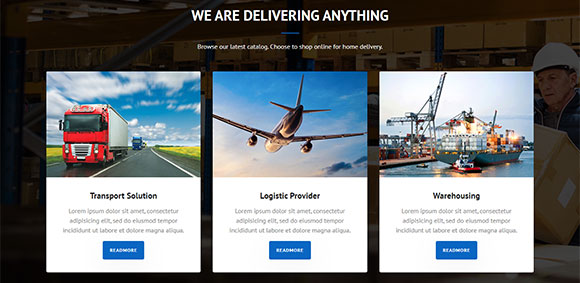 WE ARE DELIVERING ANYTHING
Browse our latest catalog. Choose to shop online for home delivery.
Transport Solution
Lorem ipsum dolor sit amet, consectetur
adipisicing elit, sed do eiusmod tempor
incididunt ut labore et dolore magna aliqua.
READMORE
Logistic Provider
Lorem ipsum dolor sit amet, consectetur
adipisicing elit, sed do eiusmod tempor
incididunt ut labore et dolore magna aliqua.
READMORE
Warehousing
Lorem ipsum dolor sit amet, consectetur
adipisicing elit, sed do eiusmod tempor
incididunt ut labore et dolore magna aliqua.
READMORE